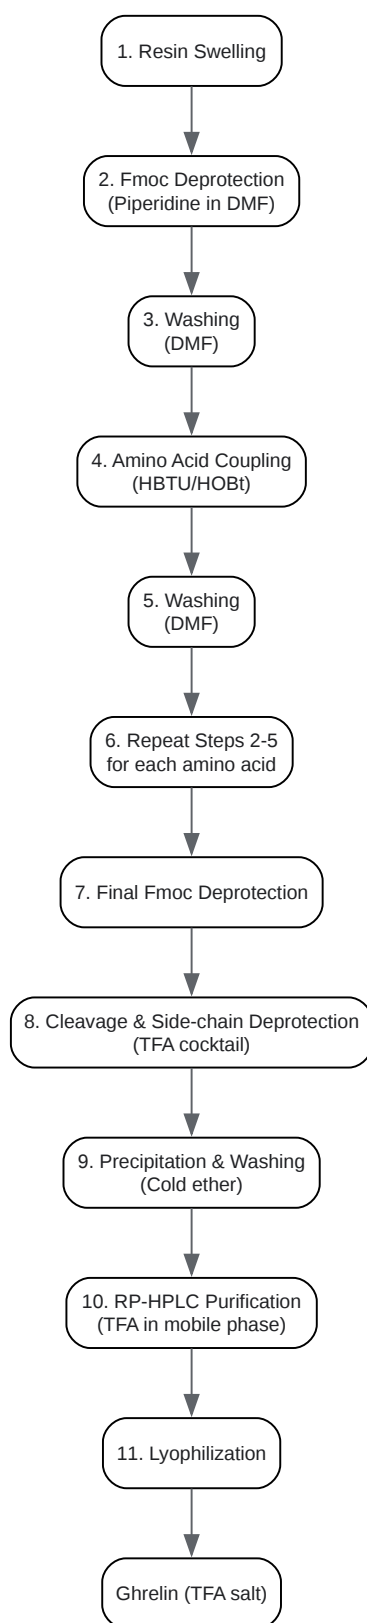 1. Resin Swelling
2. Fmoc Deprotection
(Piperidine in DMF)
3. Washing
(DMF)
4. Amino Acid Coupling
(HBTU/HOBt)
5. Washing
(DMF)
6. Repeat Steps 2-5
for each amino acid
7. Final Fmoc Deprotection
8. Cleavage & Side-chain Deprotection
(TFA cocktail)
9. Precipitation & Washing
(Cold ether)
10. RP-HPLC Purification
(TFA in mobile phase)
11. Lyophilization
Ghrelin (TFA salt)